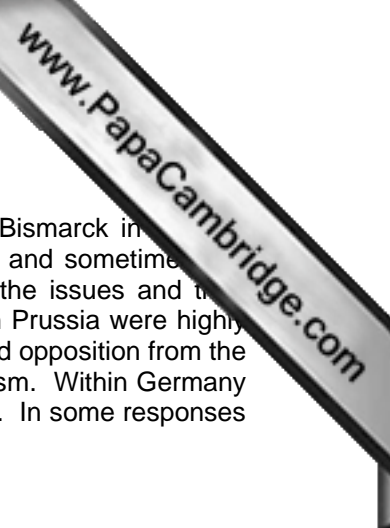 www.PapaCambridge.com
Bismarck in
and sometime
the issues and
Prussia were highly
d opposition from the
sm. Within Germany
. In some responses